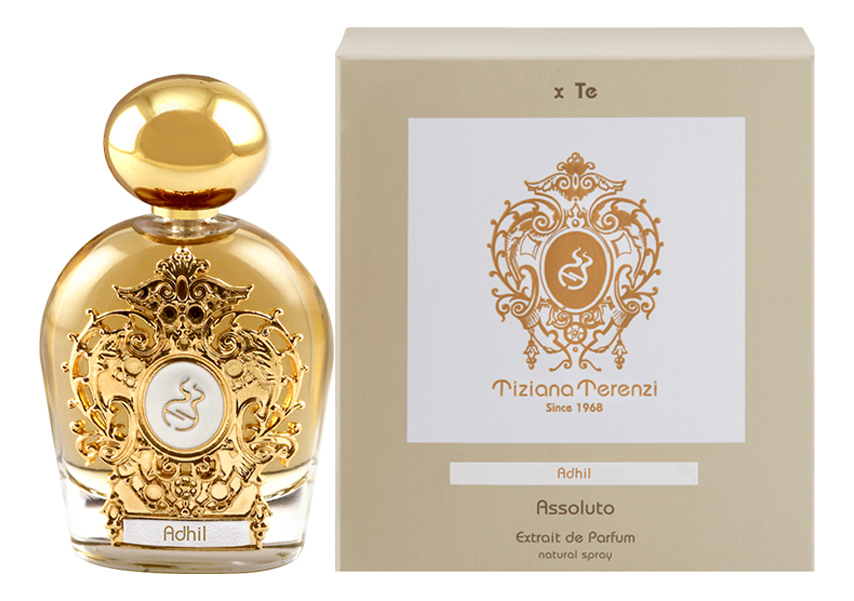 x Te
Tiziana Terenzi
Since 1968
Adhil
Assoluto
Extrait de Parfum
natural spray
Adhil